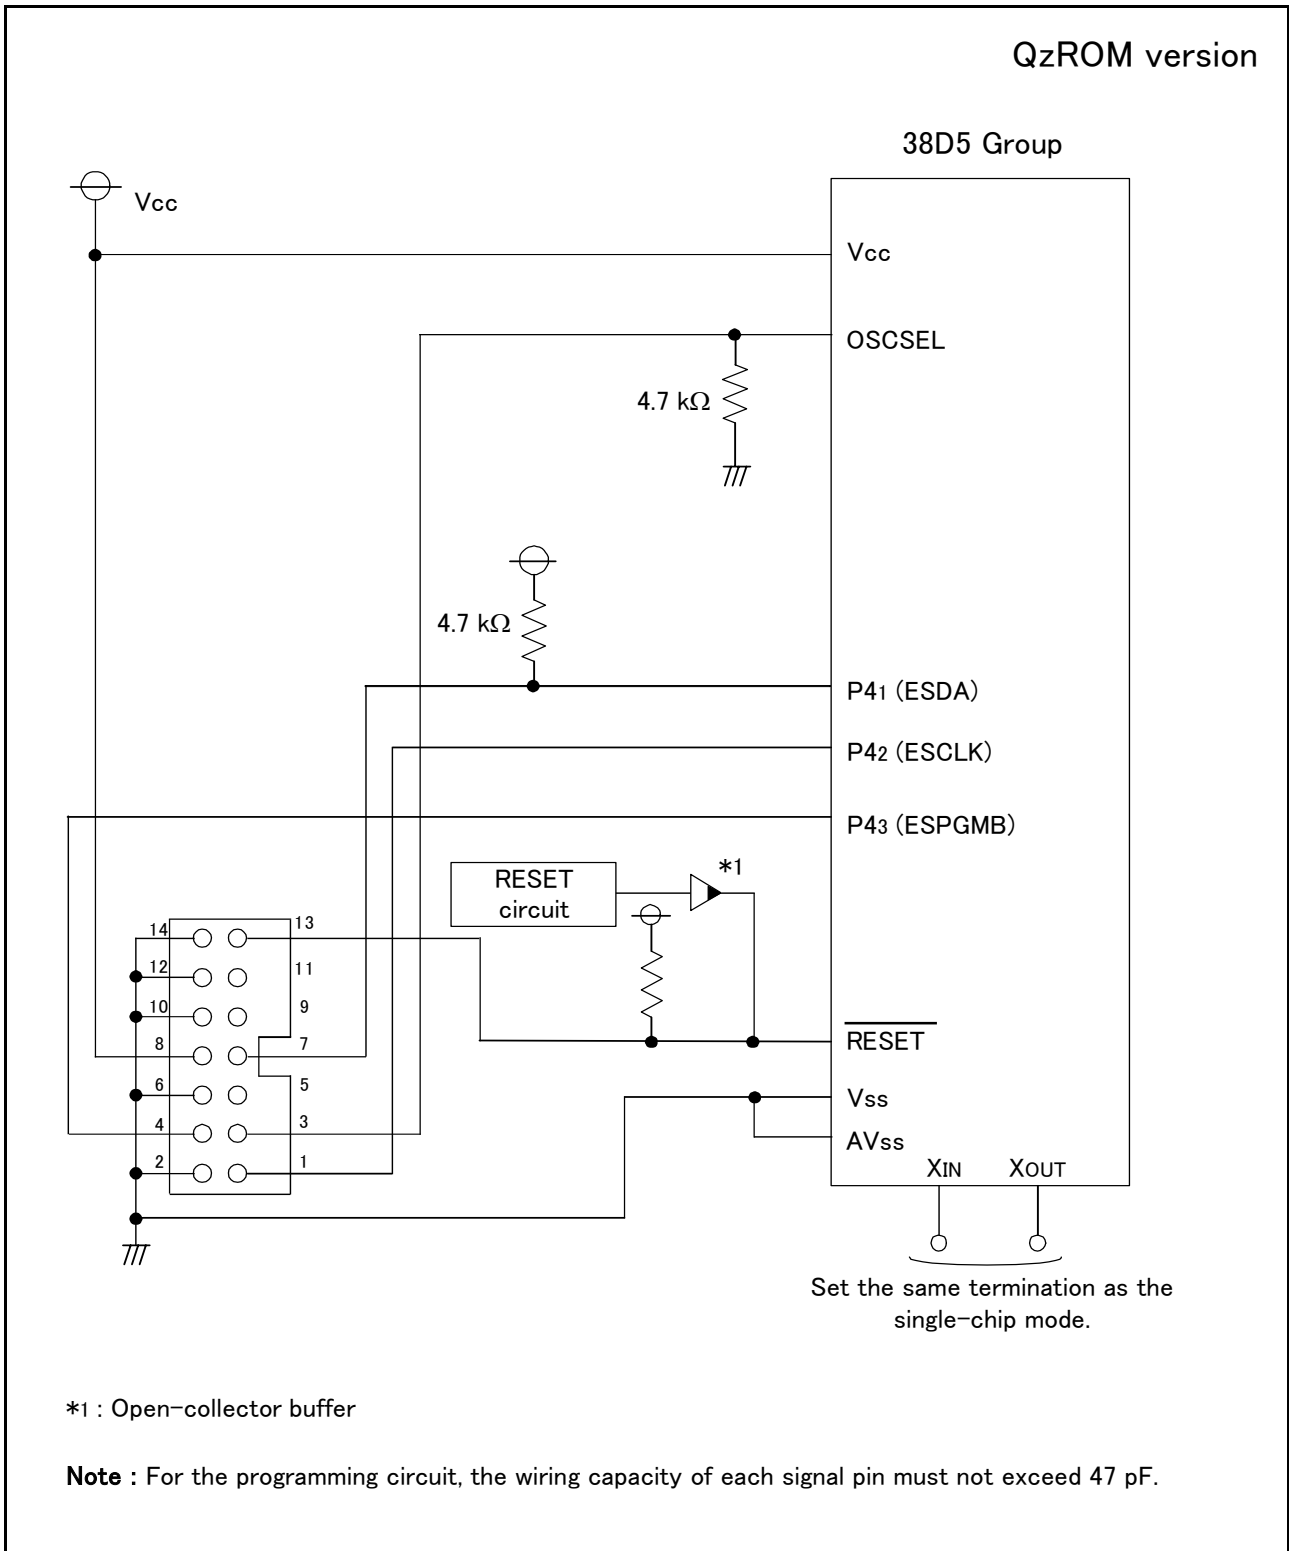 QzROM version
38D5 Group
Vcc
Vcc
OSCSEL
4.7 kΩ
4.7 kΩ
P41 (ESDA)
P42 (ESCLK)
P43 (ESPGMB)
*1
RESET
circuit
14
13
12
11
10
9
8
7
6
5
4
3
2
1
RESET
Vss
AVss
XIN
XOUT
Set the same termination as the
single-chip mode.
*1 : Open-collector buffer
Note : For the programming circuit, the wiring capacity of each signal pin must not exceed 47 pF.